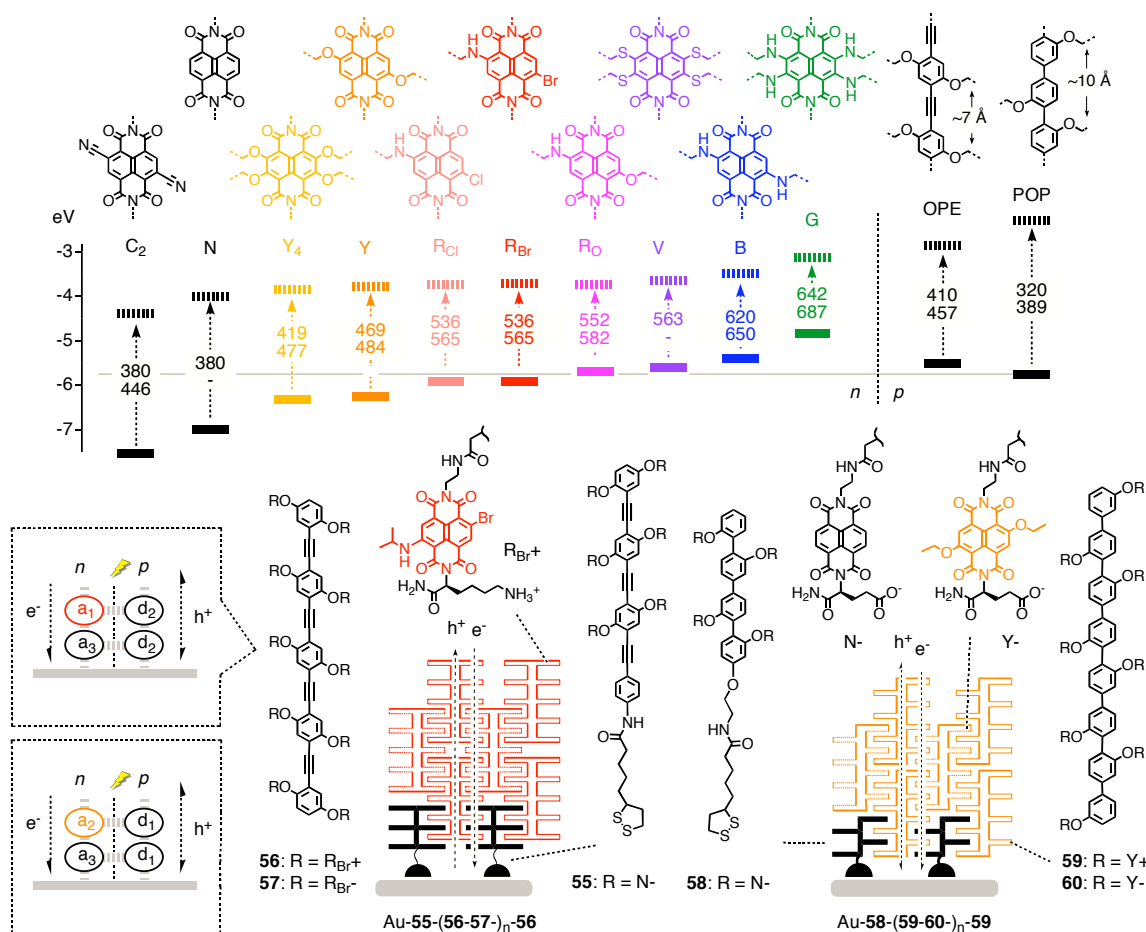 ~7 Å
~10 Å
eV
-3
-4
-5
-6
-7
C2
N
Y4
Y
RCl
RBr
RO
V
B
G
OPE
POP
380
446
380
-
419
477
469
484
536
565
536
565
552
582
563
-
620
650
642
687
410
457
320
389
n
p
n p
e-
h+
a1
d2
a3
d2
n p
e-
h+
a2
d1
a3
d1
RBr+
h+ e-
N-
h+ e-
Y-
56: R = RBr+
57: R = RBr-
55: R = N-
58: R = N-
59: R = Y+
60: R = Y-
Au-55-(56-57-)n-56
Au-58-(59-60-)n-59